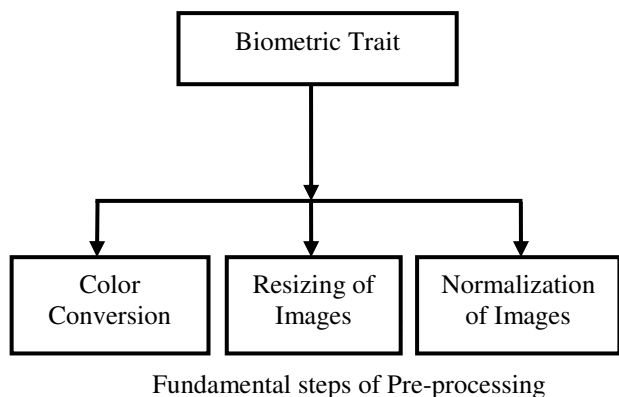 Biometric Trait
Color
Conversion
Resizing of
Images
Normalization
of Images
Fundamental steps of Pre-processing